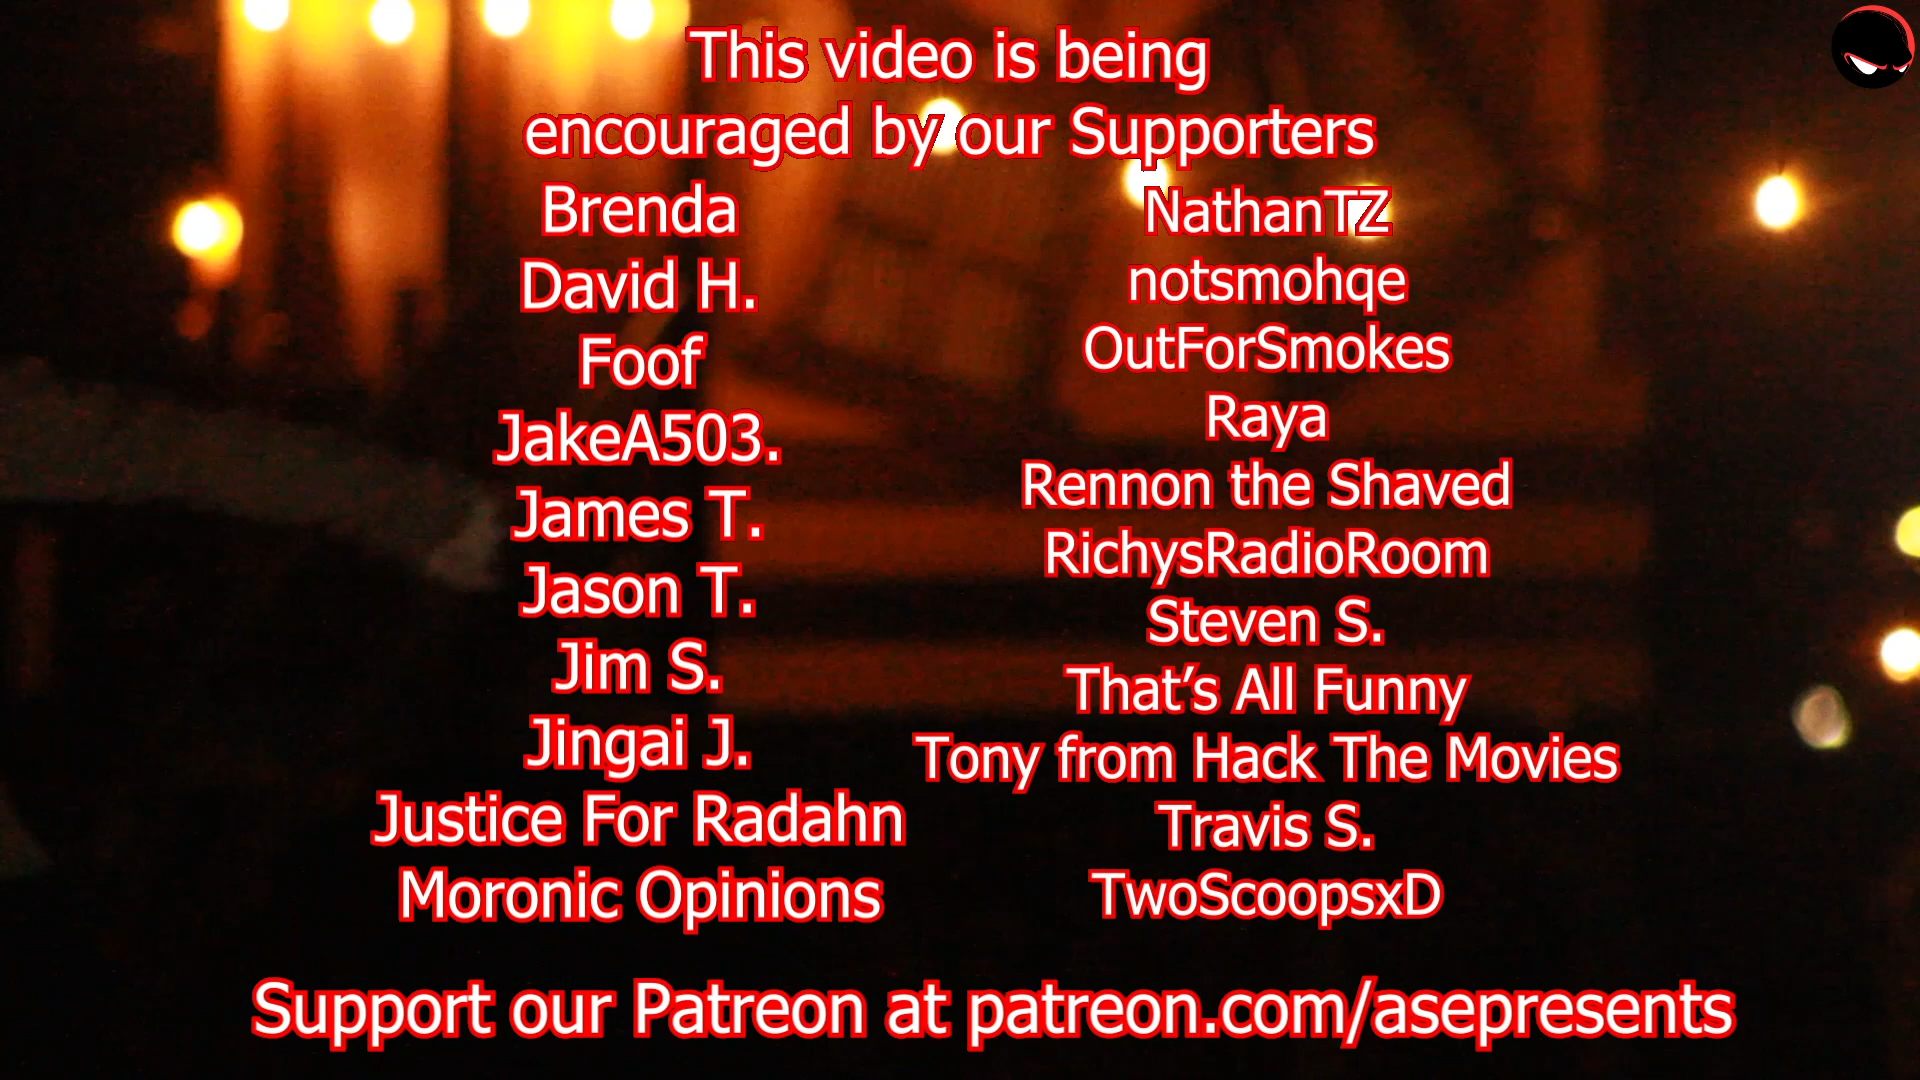 This video is being
encouraged by our Supporters
Brenda
David H.
Foof
JakeA503.
James T.
Jason T.
Jim S.
Jingai J.
Justice For Radahn
Moronic Opinions
NathanTZ
notsmohqe
OutForSmokes
Raya
Rennon the Shaved
RichysRadioRoom
Steven S.
That’s All Funny
Tony from Hack The Movies
Travis S.
TwoScoopsxD
Support our Patreon at patreon.com/asepresents